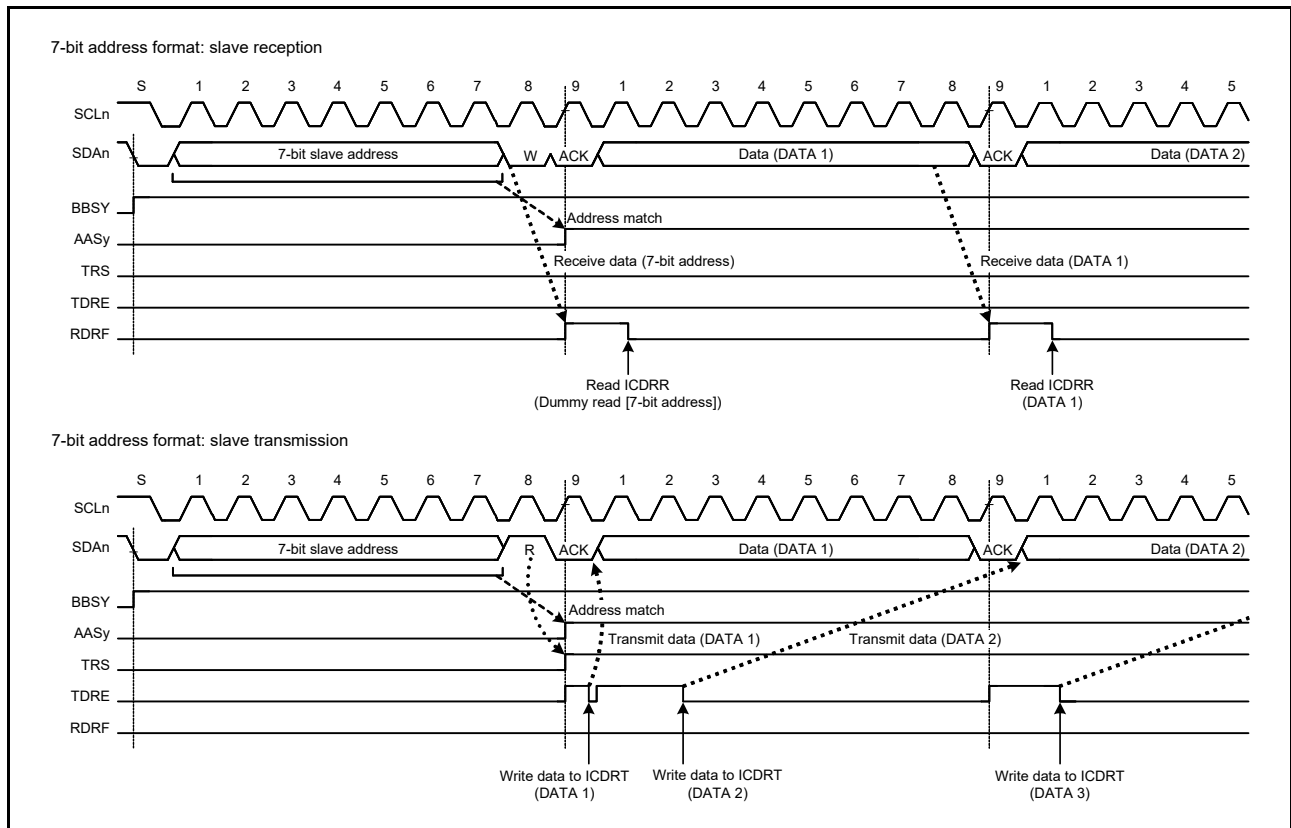 7-bit address format: slave reception
S 1 2 3 4 5 6 7 8 9 1 2 3 4 5 6 7 8 9 1 2 3 4 5
SCLn
SDAn 7-bit slave address W ACK Data (DATA 1) ACK Data (DATA 2)
BBSY
Address match
AASy
Receive data (7-bit address) Receive data (DATA 1)
TRS
TDRE
RDRF
Read ICDRR Read ICDRR
(Dummy read [7-bit address]) (DATA 1)
7-bit address format: slave transmission
S 1 2 3 4 5 6 7 8 9 1 2 3 4 5 6 7 8 9 1 2 3 4 5
SCLn
SDAn 7-bit slave address R ACK Data (DATA 1) ACK Data (DATA 2)
BBSY
Address match
AASy
Transmit data (DATA 1) Transmit data (DATA 2)
TRS
TDRE
RDRF
Write data to ICDRT Write data to ICDRT Write data to ICDRT
(DATA 1) (DATA 2) (DATA 3)